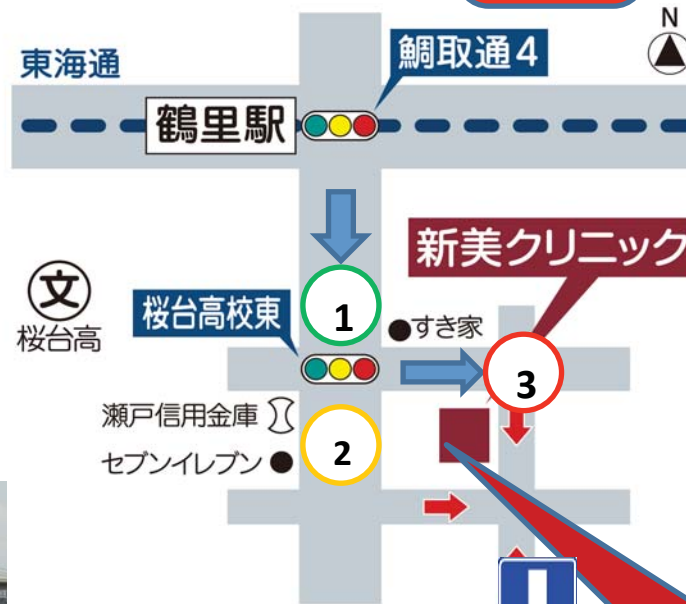 N
東海通
鯛取通4
鶴里駅
新美クリニック
文
桜台高
桜台高校東
1
すき家
3
瀬戸信用金庫
セブンイレブン
2